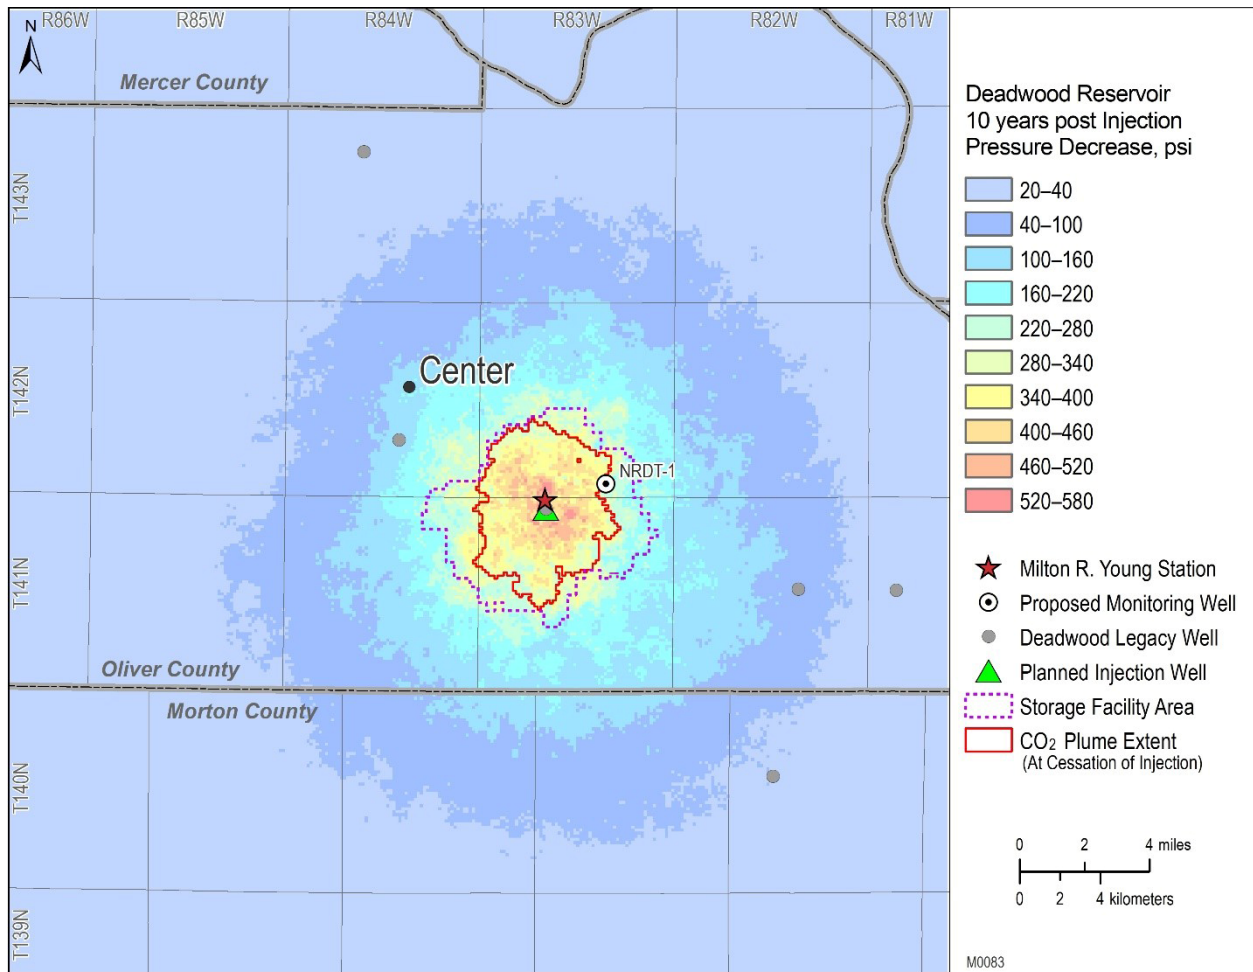 R86W
R85W
R84W
R83W
R82W
R81W
N
Mercer County
T143N
T142N
Center
NRDT-1
T141N
Oliver County
Morton County
T140N
T139N
Deadwood Reservoir
10 years post Injection
Pressure Decrease, psi
20–40
40–100
100–160
160–220
220–280
280–340
340–400
400–460
460–520
520–580
Milton R. Young Station
Proposed Monitoring Well
Deadwood Legacy Well
Planned Injection Well
Storage Facility Area
CO₂ Plume Extent
(At Cessation of Injection)
0 2 4 miles
0 2 4 kilometers
M0083